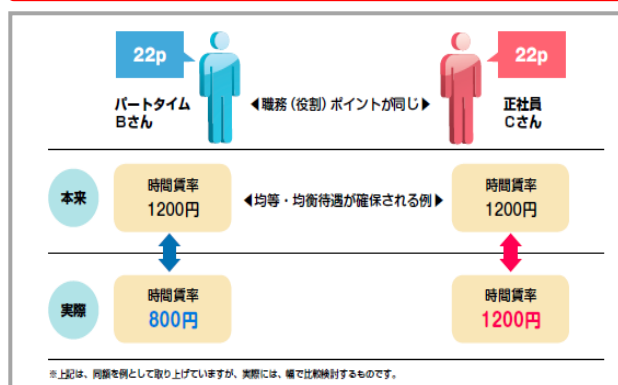 22p
22p
パートタイム
Bさん
◀職務(役割)ポイントが同じ▶
正社員
Cさん
本来
時間賃率
1200円
◀均等・均衡待遇が確保される例▶
時間賃率
1200円
実際
時間賃率
800円
時間賃率
1200円
※上記は、同額を例として取り上げていますが、実際には、幅で比較検討するものです。